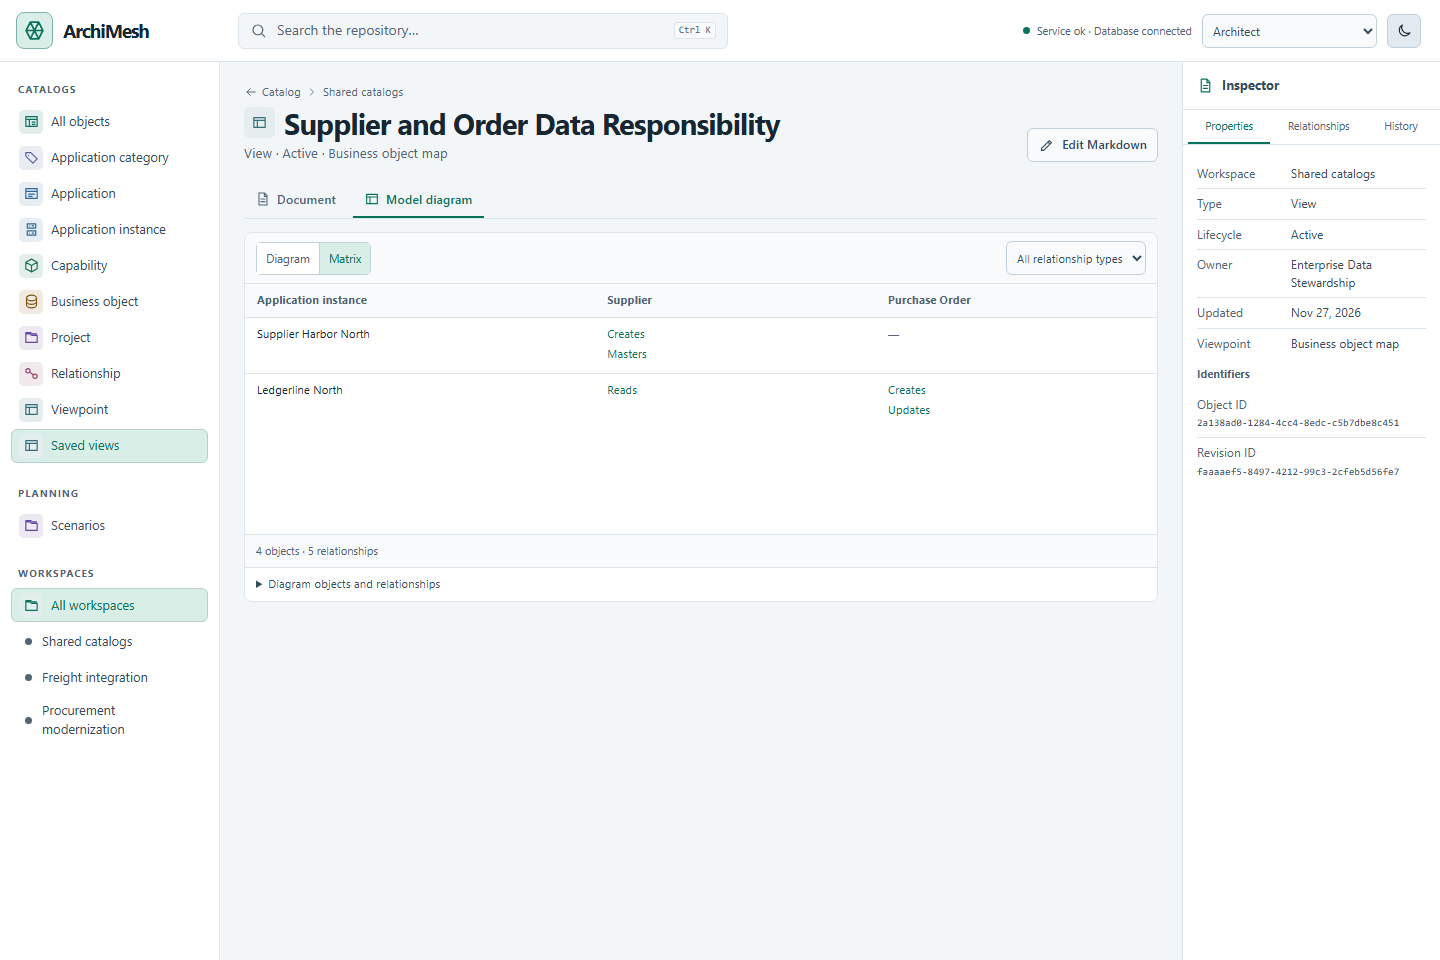 ArchiMesh
Search the repository...
Ctrl K
Service ok · Database connected
Architect
CATALOGS
All objects
Application category
Application
Application instance
Capability
Business object
Project
Relationship
Viewpoint
Saved views
PLANNING
Scenarios
WORKSPACES
All workspaces
Shared catalogs
Freight integration
Procurement
modernization
Catalog
Shared catalogs
Supplier and Order Data Responsibility
View · Active · Business object map
Edit Markdown
Document
Model diagram
Diagram
Matrix
All relationship types
Application instance
Supplier
Purchase Order
Supplier Harbor North
Creates
—
Masters
Ledgerline North
Reads
Creates
Updates
4 objects · 5 relationships
Diagram objects and relationships
Inspector
Properties
Relationships
History
Workspace
Shared catalogs
Type
View
Lifecycle
Active
Owner
Enterprise Data
Stewardship
Updated
Nov 27, 2026
Viewpoint
Business object map
Identifiers
Object ID
2a138ad0-1284-4cc4-8edc-c5b7dbe8c451
Revision ID
faaaaef5-8497-4212-99c3-2cfeb5d56fe7